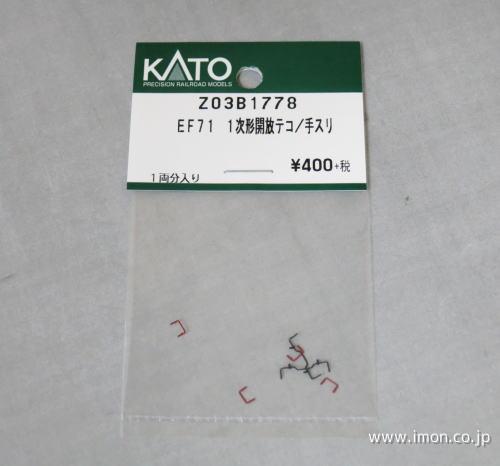 KATO
PRECISION RAILROAD MODELS
Z03B1778
EF71 1次形開放テコ/手スリ
¥400+税
1両分入り
www.imon.co.jp